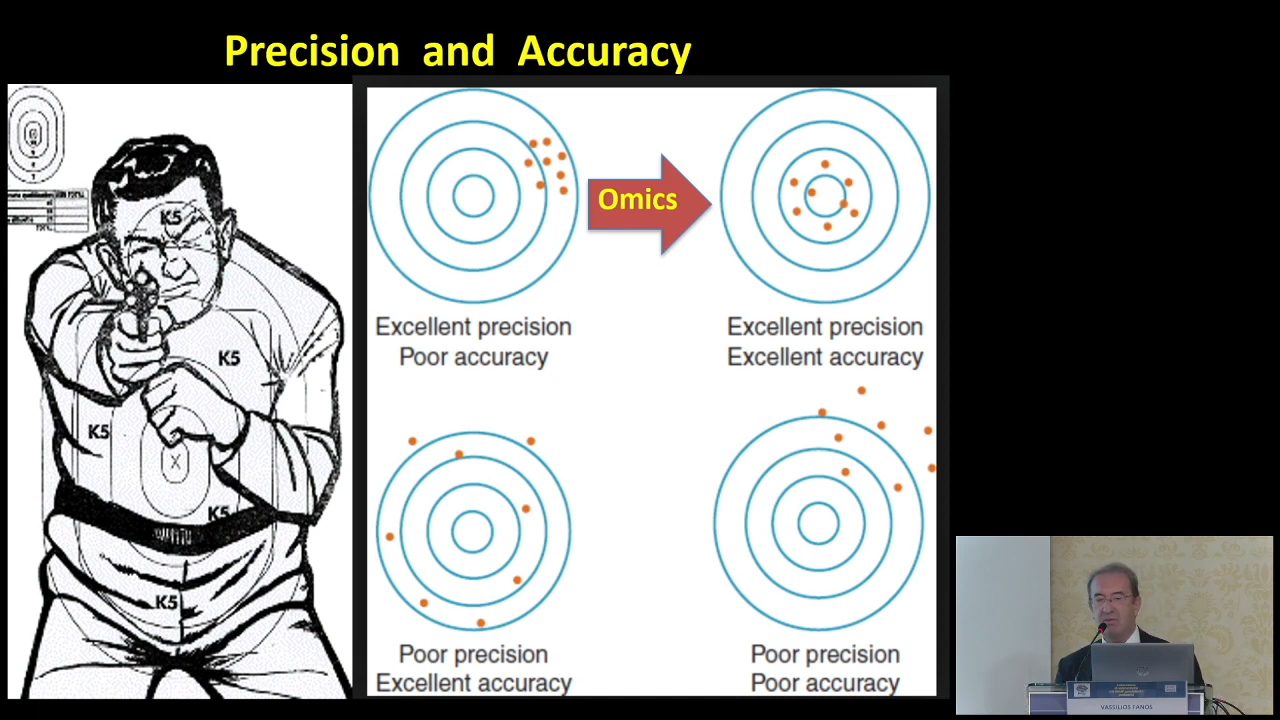 Precision and Accuracy
K5
K5
K5
X
K5
K5
Omics
Excellent precision
Poor accuracy
Excellent precision
Excellent accuracy
Poor precision
Excellent accuracy
Poor precision
Poor accuracy
VASSILIOS FANOS